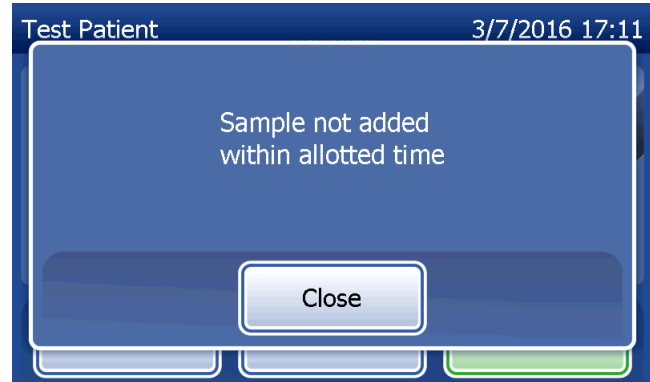 Test Patient 3/7/2016 17:11
Sample not added
within allotted time
Close